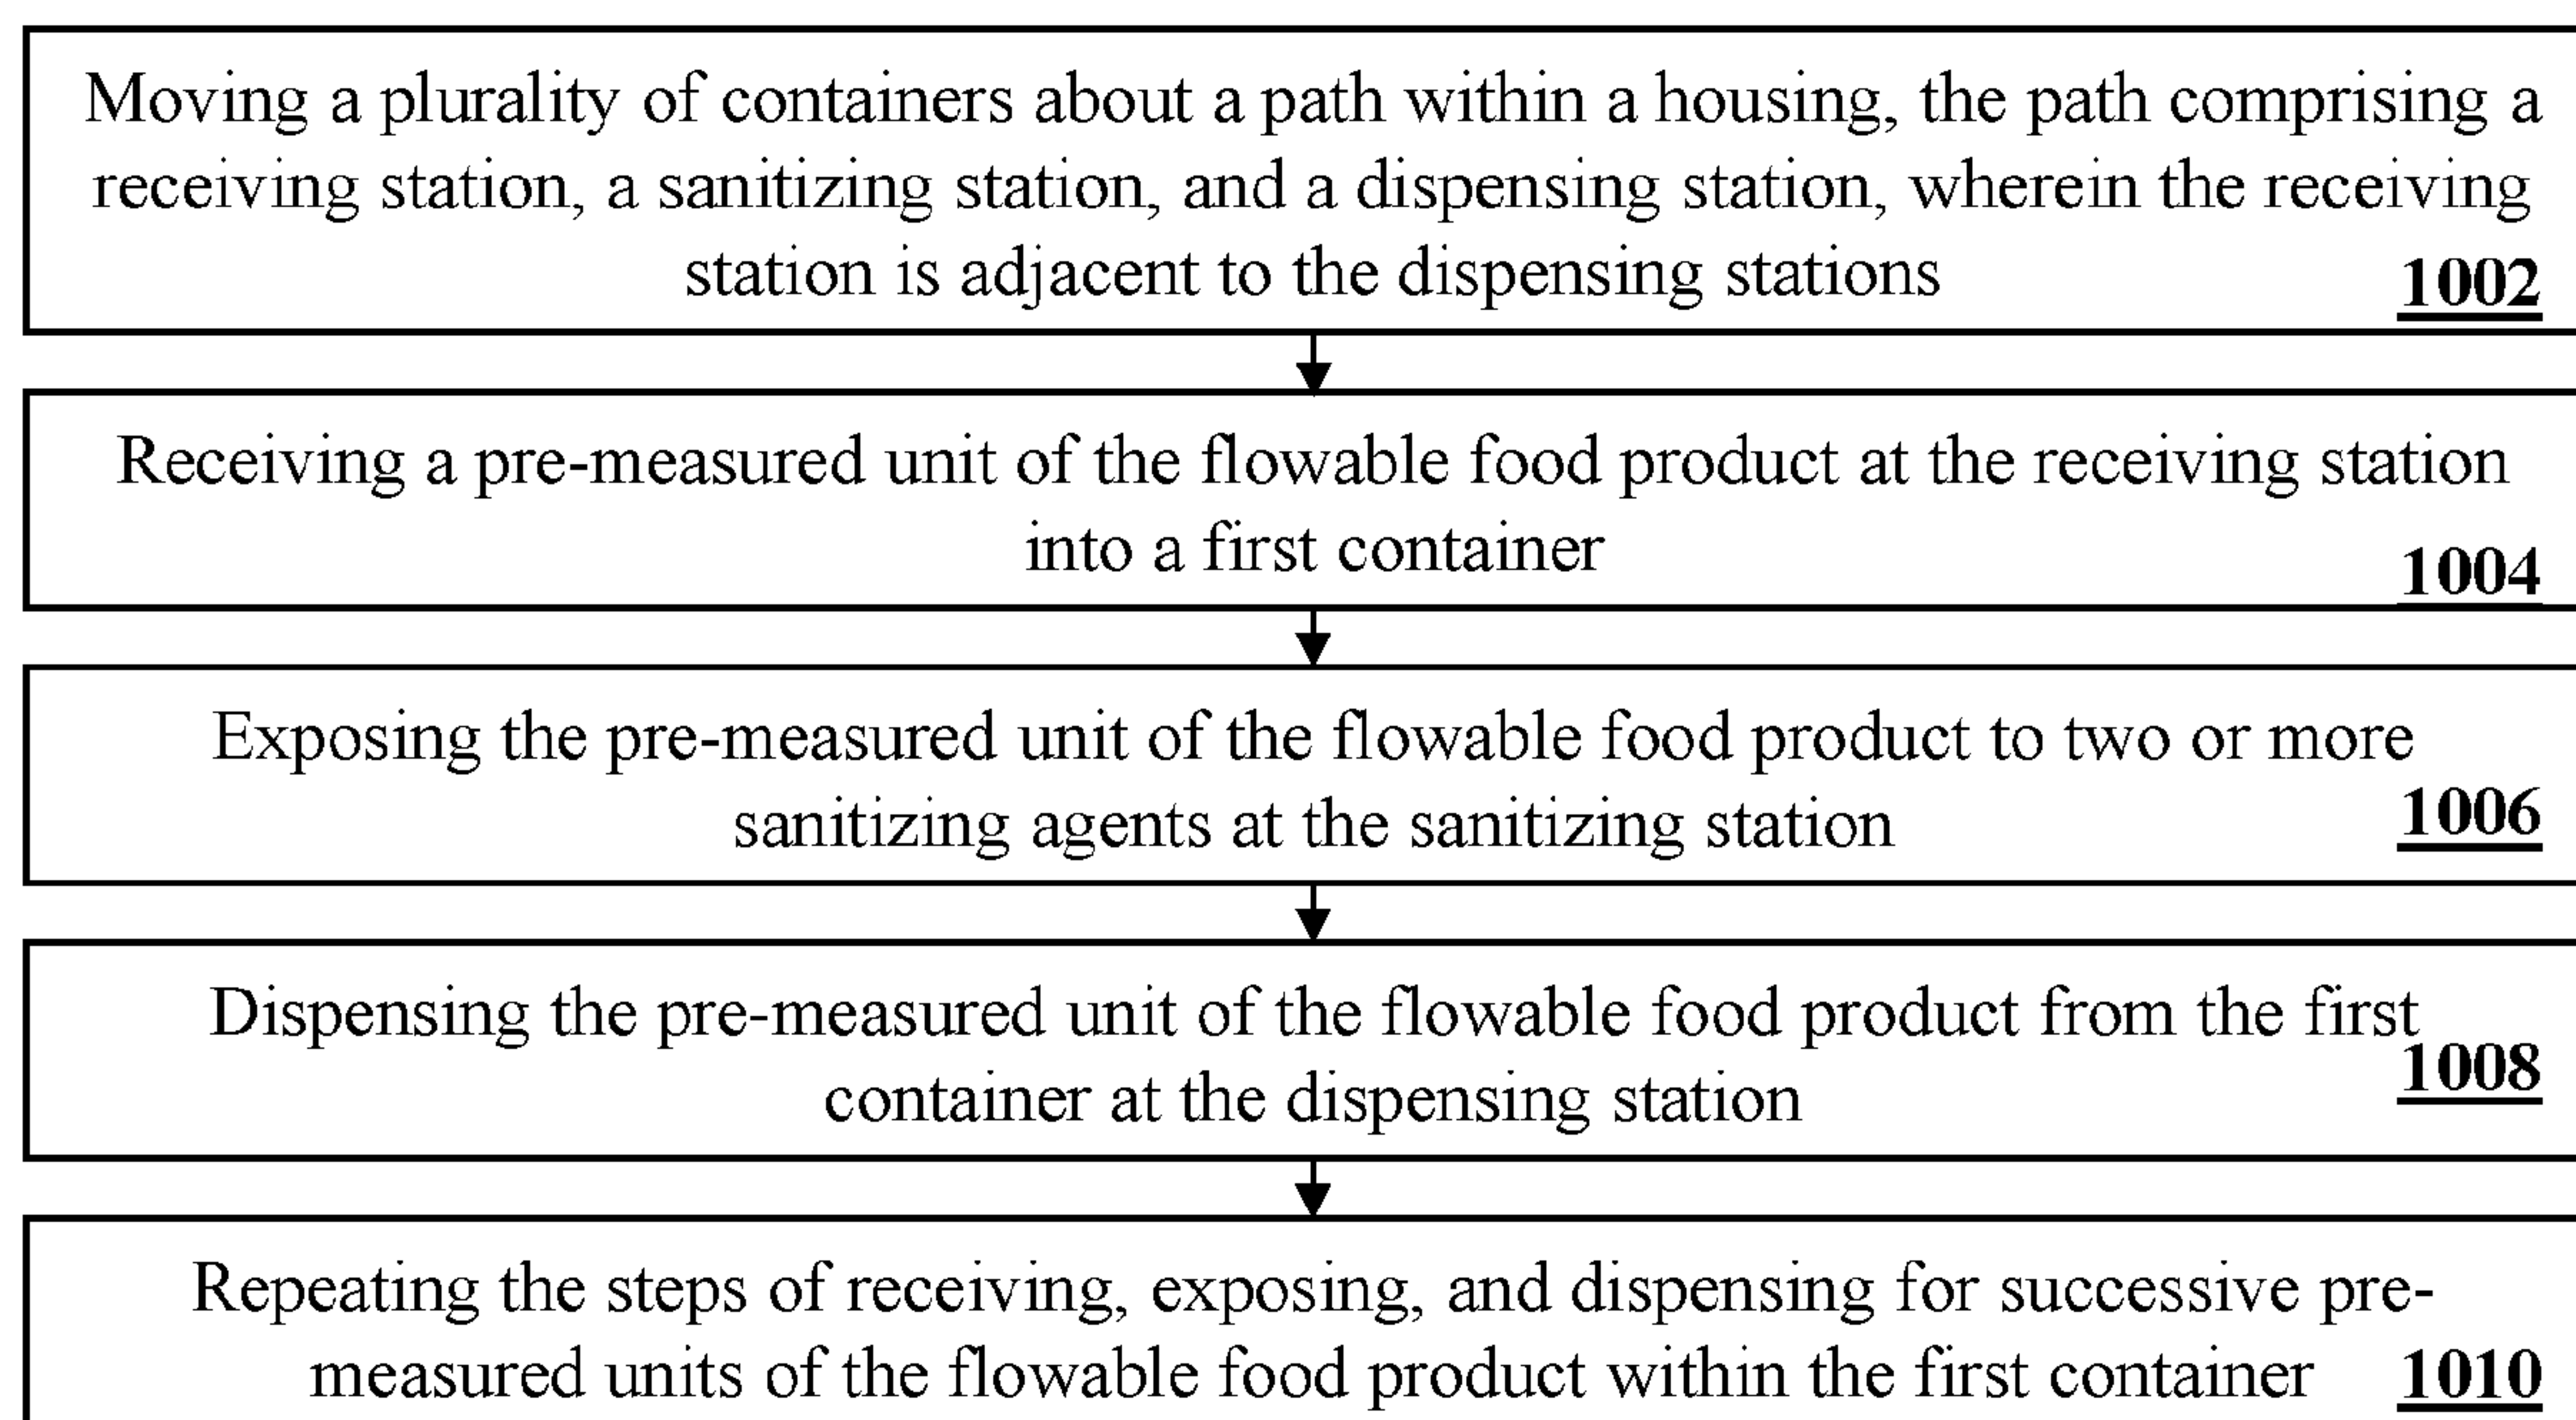 Moving a plurality of containers about a path within a housing, the path comprising a
receiving station, a sanitizing station, and a dispensing station, wherein the receiving
station is adjacent to the dispensing stations
1002
Receiving a pre-measured unit of the flowable food product at the receiving station
into a first container
1004
Exposing the pre-measured unit of the flowable food product to two or more
sanitizing agents at the sanitizing station
1006
Dispensing the pre-measured unit of the flowable food product from the first
container at the dispensing station
1008
Repeating the steps of receiving, exposing, and dispensing for successive pre-
measured units of the flowable food product within the first container
1010